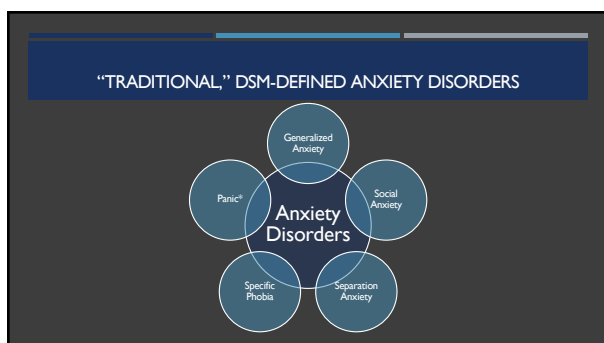 “TRADITIONAL,” DSM-DEFINED ANXIETY DISORDERS
Generalized
Anxiety
Panic*
Social
Anxiety
Anxiety
Disorders
Specific
Phobia
Separation
Anxiety